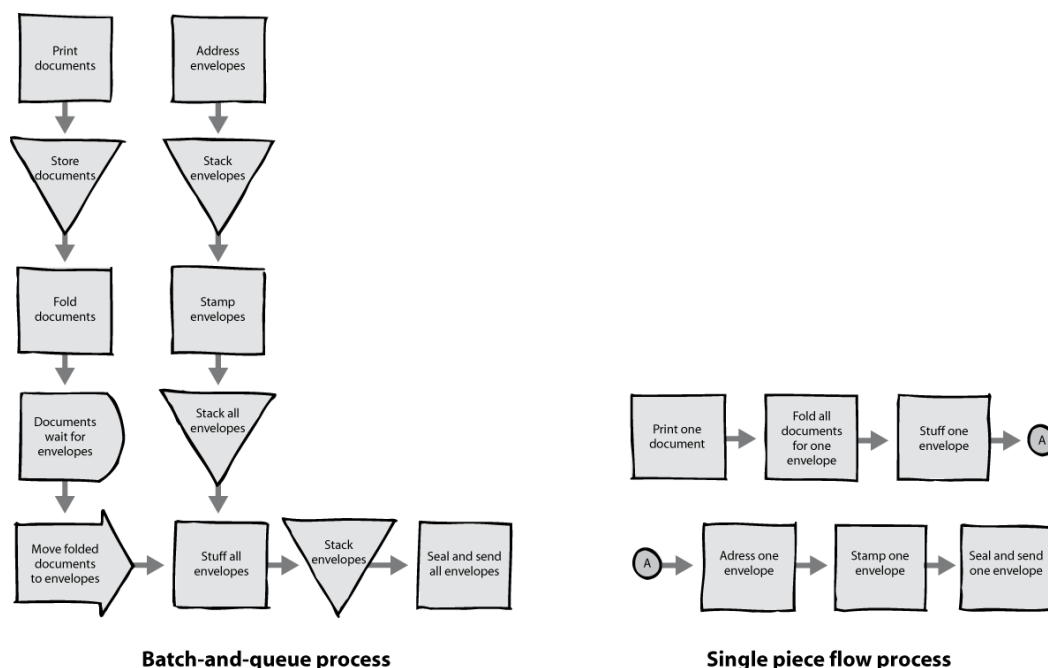 Print
documents
Address
envelopes
Store
documents
Stack
envelopes
Fold
documents
Stamp
envelopes
Documents
wait for
envelopes
Stack all
envelopes
Move folded
documents
to envelopes
Stuff all
envelopes
Stack
envelopes
Seal and send
all envelopes
Batch-and-queue process
Print one
document
Fold all
documents
for one
envelope
Stuff one
envelope
A
A
Adress one
envelope
Stamp one
envelope
Seal and send
one envelope
Single piece flow process